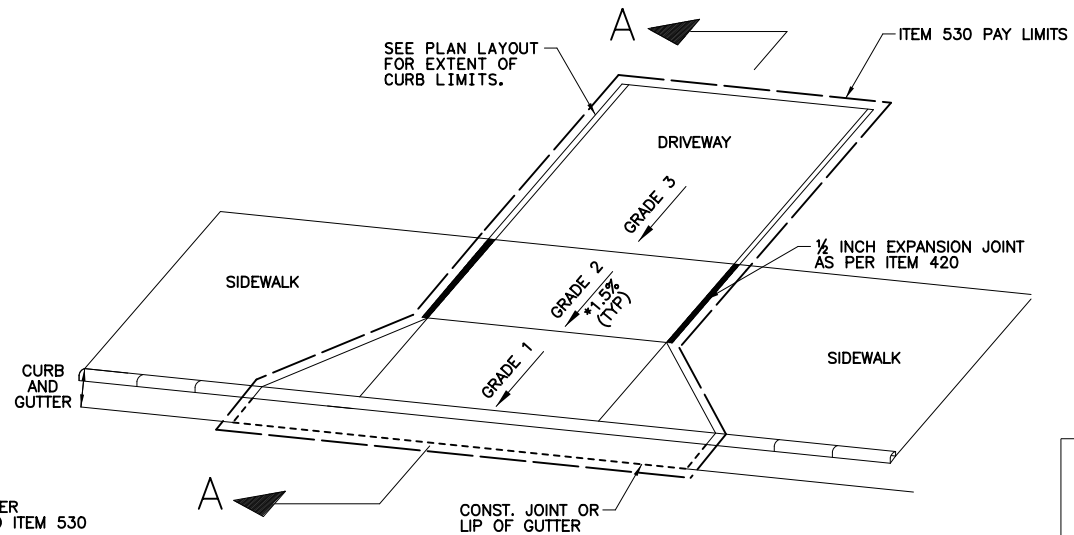 A
ITEM 530 PAY LIMITS
SEE PLAN LAYOUT
FOR EXTENT OF
CURB LIMITS.
DRIVEWAY
GRADE 3
½ INCH EXPANSION JOINT
AS PER ITEM 420
SIDEWALK
GRADE 2
*1.5%
(TYP)
GRADE 1
SIDEWALK
CURB
AND
GUTTER
A
CONST. JOINT OR
LIP OF GUTTER
ER
ITEM 530